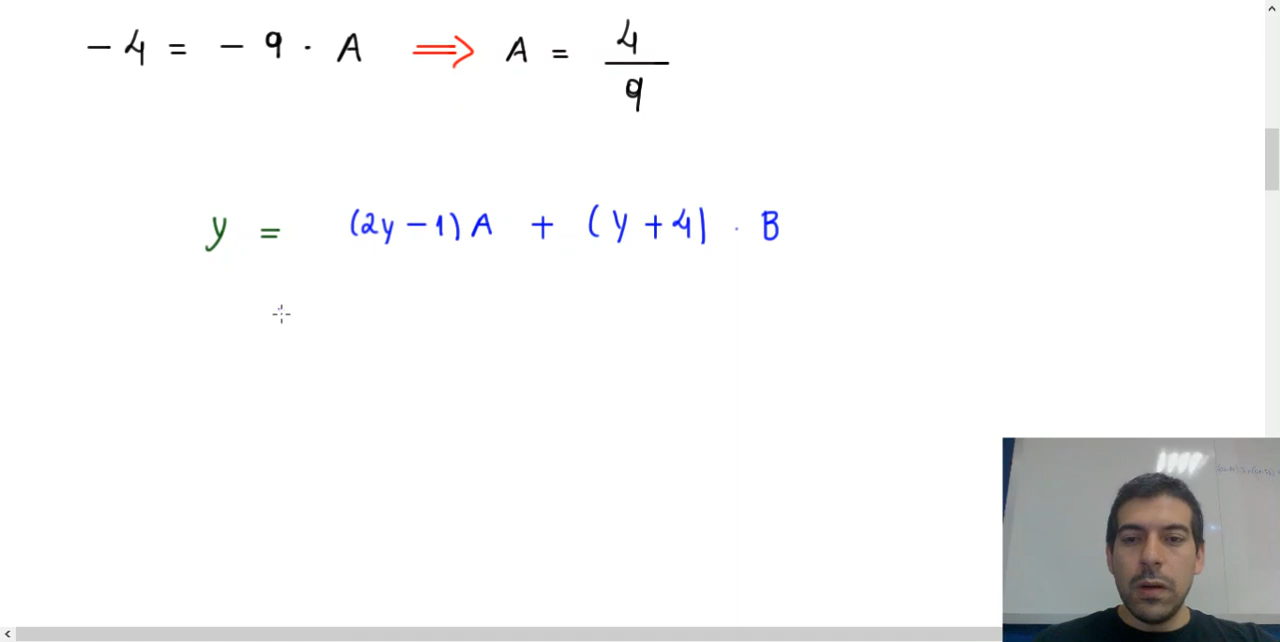 − 4 = − 9 · A ⟹ A = 4/9
y = (2y − 1) A + (y + 4) · B